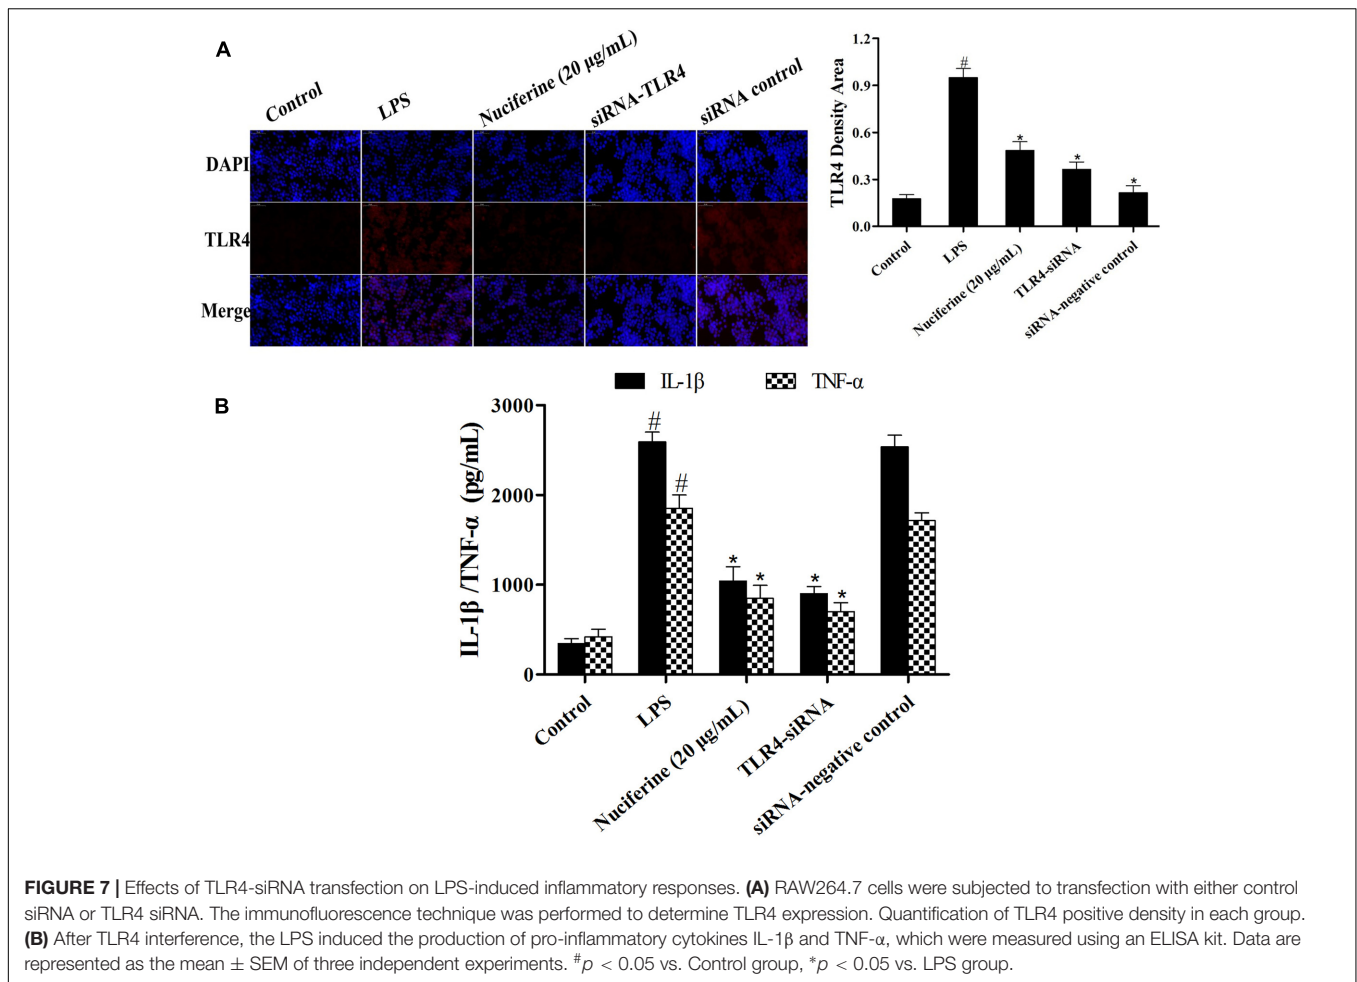 A
Control
LPS
Nuciferine (20 µg/mL)
siRNA-TLR4
siRNA control
DAPI
TLR4
Merge
TLR4 Density Area
1.2
0.9
0.6
0.3
0.0
#
*
*
*
Control
LPS
Nuciferine (20 µg/mL)
TLR4-siRNA
siRNA-negative control
B
IL-1β
TNF-α
IL-1β /TNF-α (pg/mL)
3000
2000
1000
0
#
#
*
*
*
*
Control
LPS
Nuciferine (20 µg/mL)
TLR4-siRNA
siRNA-negative control
FIGURE 7 | Effects of TLR4-siRNA transfection on LPS-induced inflammatory responses. (A) RAW264.7 cells were subjected to transfection with either control
siRNA or TLR4 siRNA. The immunofluorescence technique was performed to determine TLR4 expression. Quantification of TLR4 positive density in each group.
(B) After TLR4 interference, the LPS induced the production of pro-inflammatory cytokines IL-1β and TNF-α, which were measured using an ELISA kit. Data are
represented as the mean ± SEM of three independent experiments. #p < 0.05 vs. Control group, *p < 0.05 vs. LPS group.